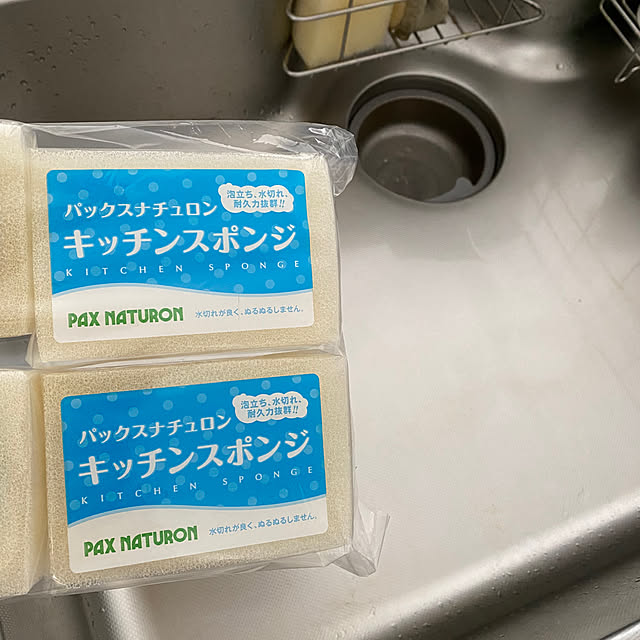 泡立ち、水切れ、
耐久力抜群!!
パックスナチュロン
キッチンスポンジ
KITCHEN SPONGE
PAX NATURON 水切れが良く、ぬるぬるしません。
泡立ち、水切れ、
耐久力抜群!!
パックスナチュロン
キッチンスポンジ
KITCHEN SPONGE
PAX NATURON 水切れが良く、ぬるぬるしません。